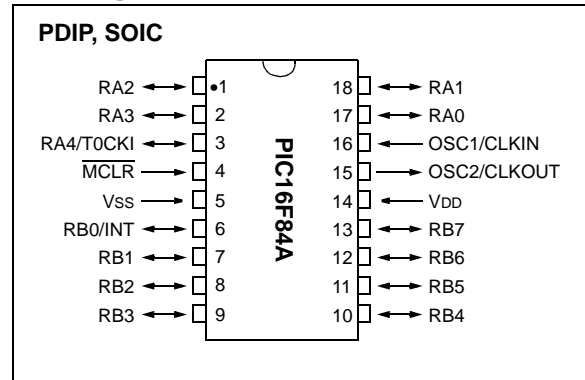 PDIP, SOIC
RA2 •1 18 RA1
RA3 2 17 RA0
RA4/T0CKI 3 16 OSC1/CLKIN
MCLR 4 15 OSC2/CLKOUT
VSS 5 14 VDD
RB0/INT 6 13 RB7
RB1 7 12 RB6
RB2 8 11 RB5
RB3 9 10 RB4
PIC16F84A